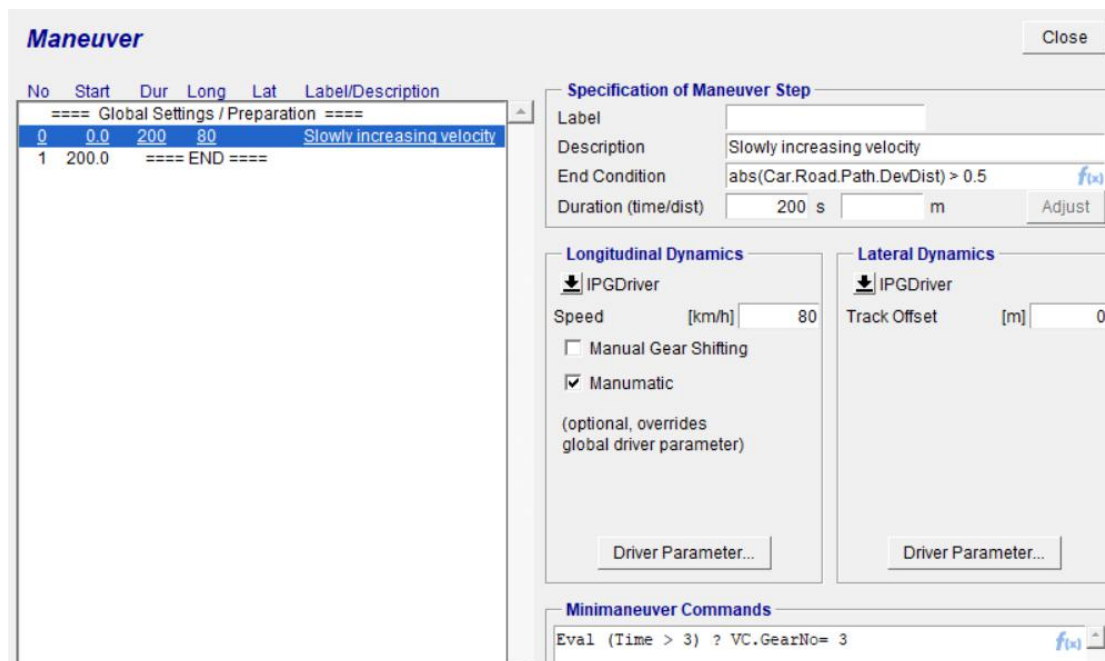 Maneuver
Close
No Start Dur Long Lat Label/Description
==== Global Settings / Preparation ====
0 0.0 200 80 Slowly increasing velocity
1 200.0 ==== END ====
Specification of Maneuver Step
Label
Description Slowly increasing velocity
End Condition abs(Car.Road.Path.DevDist) > 0.5 f(x)
Duration (time/dist) 200 s m Adjust
Longitudinal Dynamics
IPGDriver
Speed [km/h] 80
Manual Gear Shifting
Manumatic
(optional, overrides
global driver parameter)
Driver Parameter...
Lateral Dynamics
IPGDriver
Track Offset [m] 0
Driver Parameter...
Minimaneuver Commands
Eval (Time > 3) ? VC.GearNo= 3 f(x)